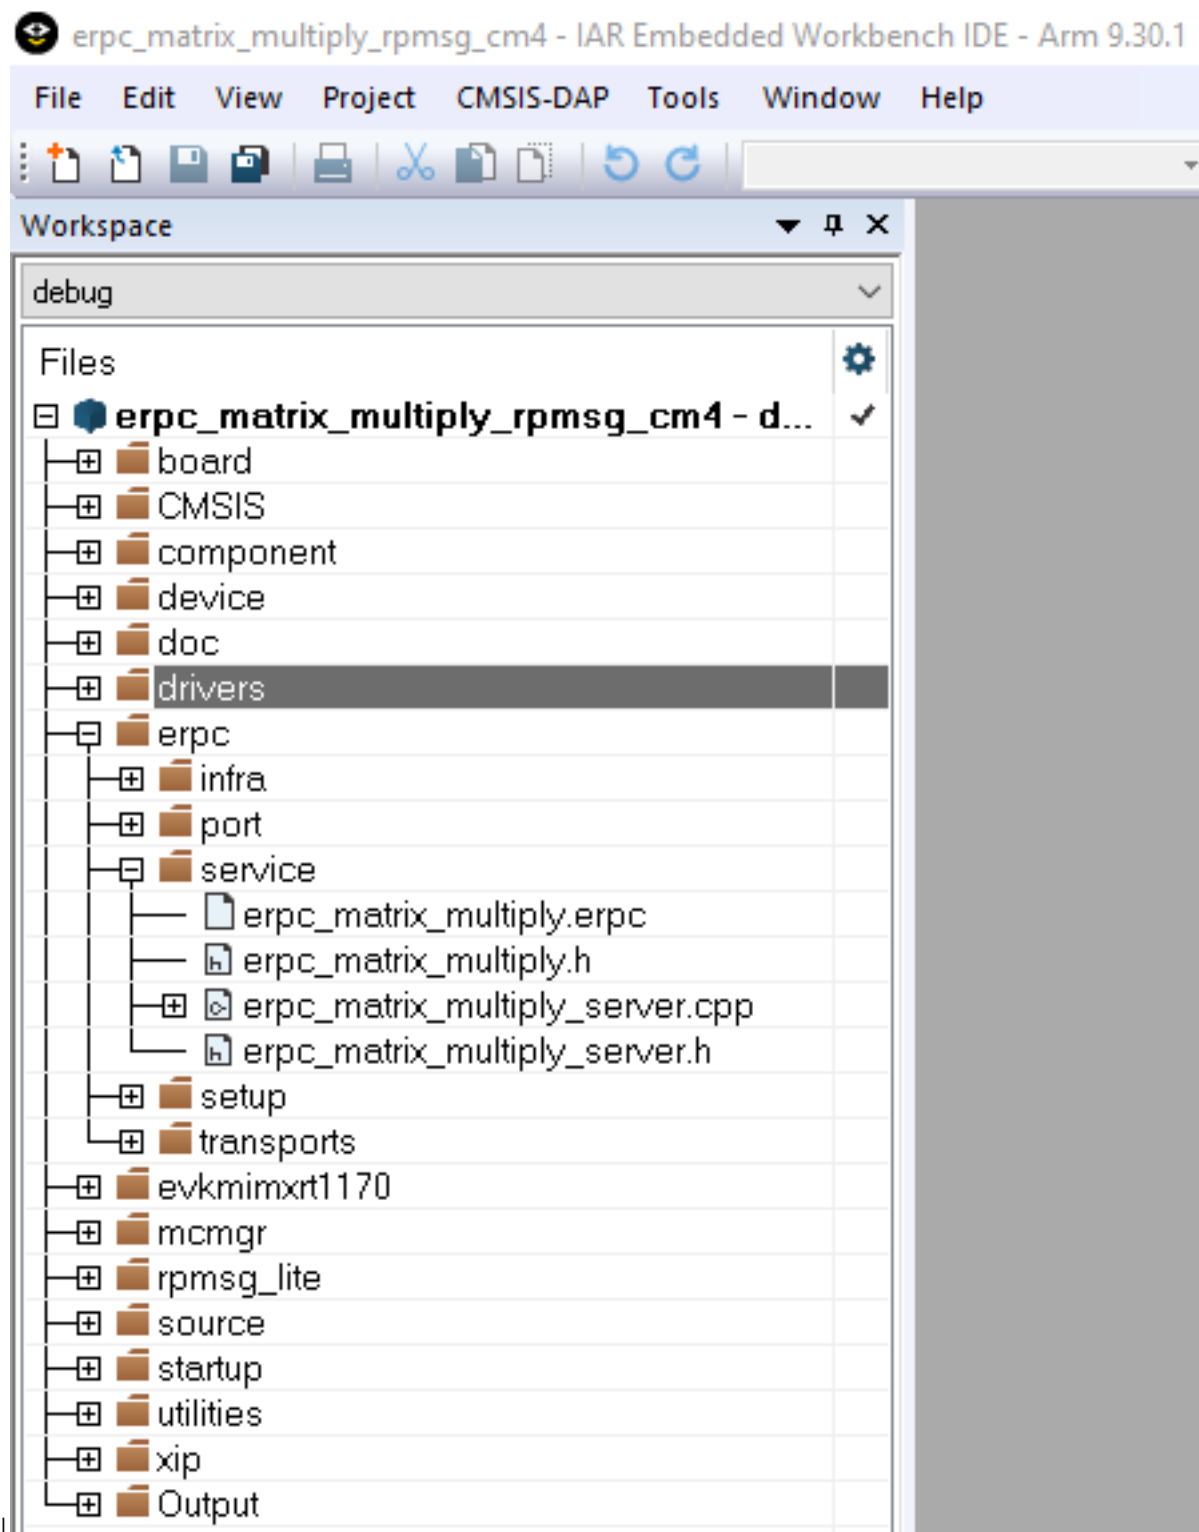 erpc_matrix_multiply_rpmsg_cm4 - IAR Embedded Workbench IDE - Arm 9.30.1
File Edit View Project CMSIS-DAP Tools Window Help
Workspace
debug
Files
erpc_matrix_multiply_rpmsg_cm4 - d...
board
CMSIS
component
device
doc
drivers
erpc
infra
port
service
erpc_matrix_multiply.erpc
erpc_matrix_multiply.h
erpc_matrix_multiply_server.cpp
erpc_matrix_multiply_server.h
setup
transports
evkmimxrt1170
mcmgr
rpmsg_lite
source
startup
utilities
xip
Output